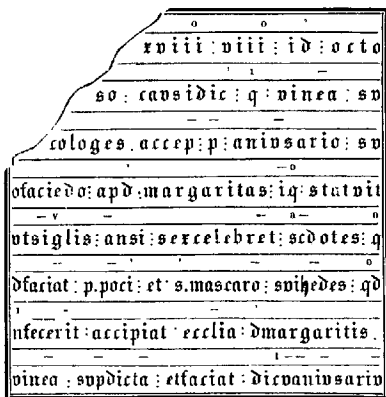 xviii : viii : id : octo
so : cavsidic : q : vinea : sv
cologes . accep : p : anivsario : sv
ofaciedo : apd : margaritas : iq : statvit
vtsiglis : ansi : sexcelebret : scdotes : q
dfaciat : p.poci : et : s.mascaro : svihedes : qd
nfecerit : accipiat ecclia : dmargaritis .
vinea : svpdicta : etfaciat : dicvanivsariv